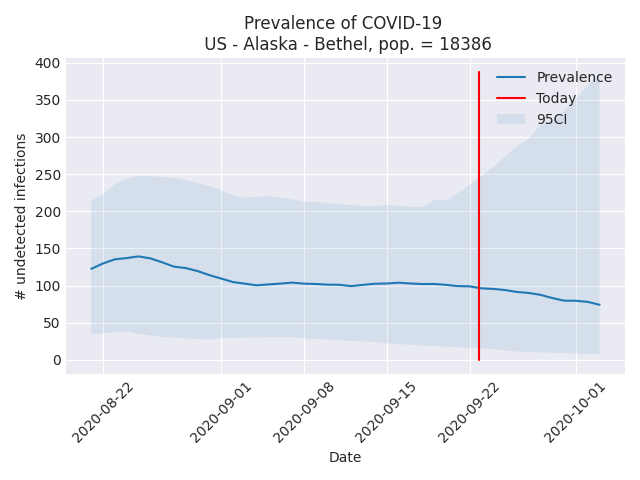 Prevalence of COVID-19
US - Alaska - Bethel, pop. = 18386
# undetected infections
400
350
300
250
200
150
100
50
0
Prevalence
Today
95CI
2020-08-22
2020-09-01
2020-09-08
2020-09-15
2020-09-22
2020-10-01
Date